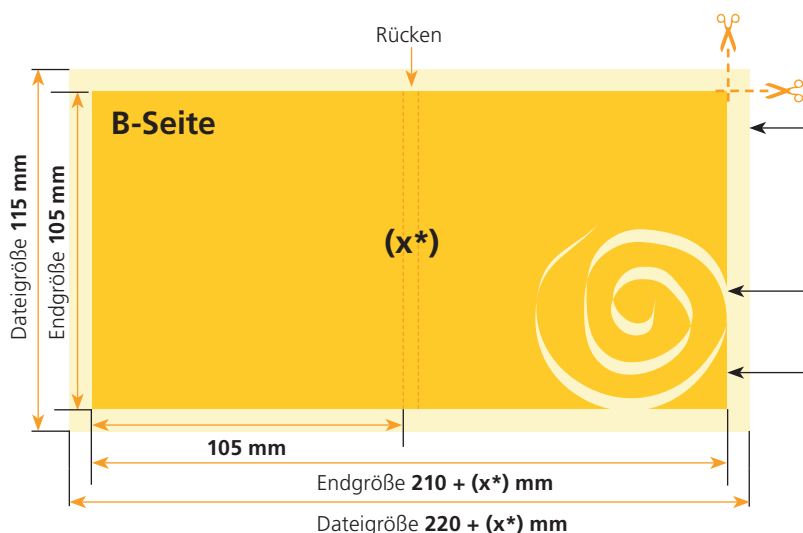 Rücken
B-Seite
(x*)
Dateigröße 115 mm
Endgröße 105 mm
105 mm
Endgröße 210 + (x*) mm
Dateigröße 220 + (x*) mm